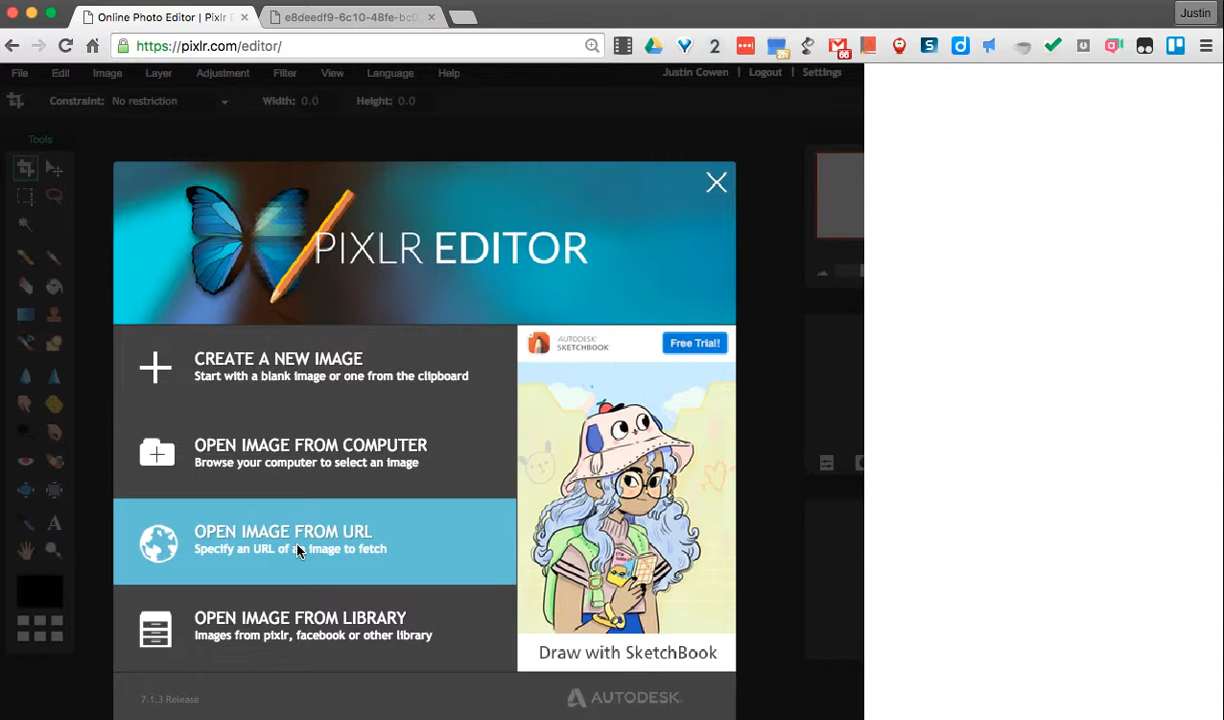 Online Photo Editor | Pixlr E
e8deedf9-6c10-48fe-bc0
Justin
https://pixlr.com/editor/
2
66
File Edit Image Layer Adjustment Filter View Language Help
Justin Cowen Logout Settings
Constraint: No restriction Width: 0.0 Height: 0.0
Tools
PIXLR EDITOR
CREATE A NEW IMAGE
Start with a blank image or one from the clipboard
OPEN IMAGE FROM COMPUTER
Browse your computer to select an image
OPEN IMAGE FROM URL
Specify an URL of an image to fetch
OPEN IMAGE FROM LIBRARY
Images from pixlr, facebook or other library
AUTODESK
SKETCHBOOK
Free Trial!
Draw with SketchBook
7.1.3 Release
AUTODESK.